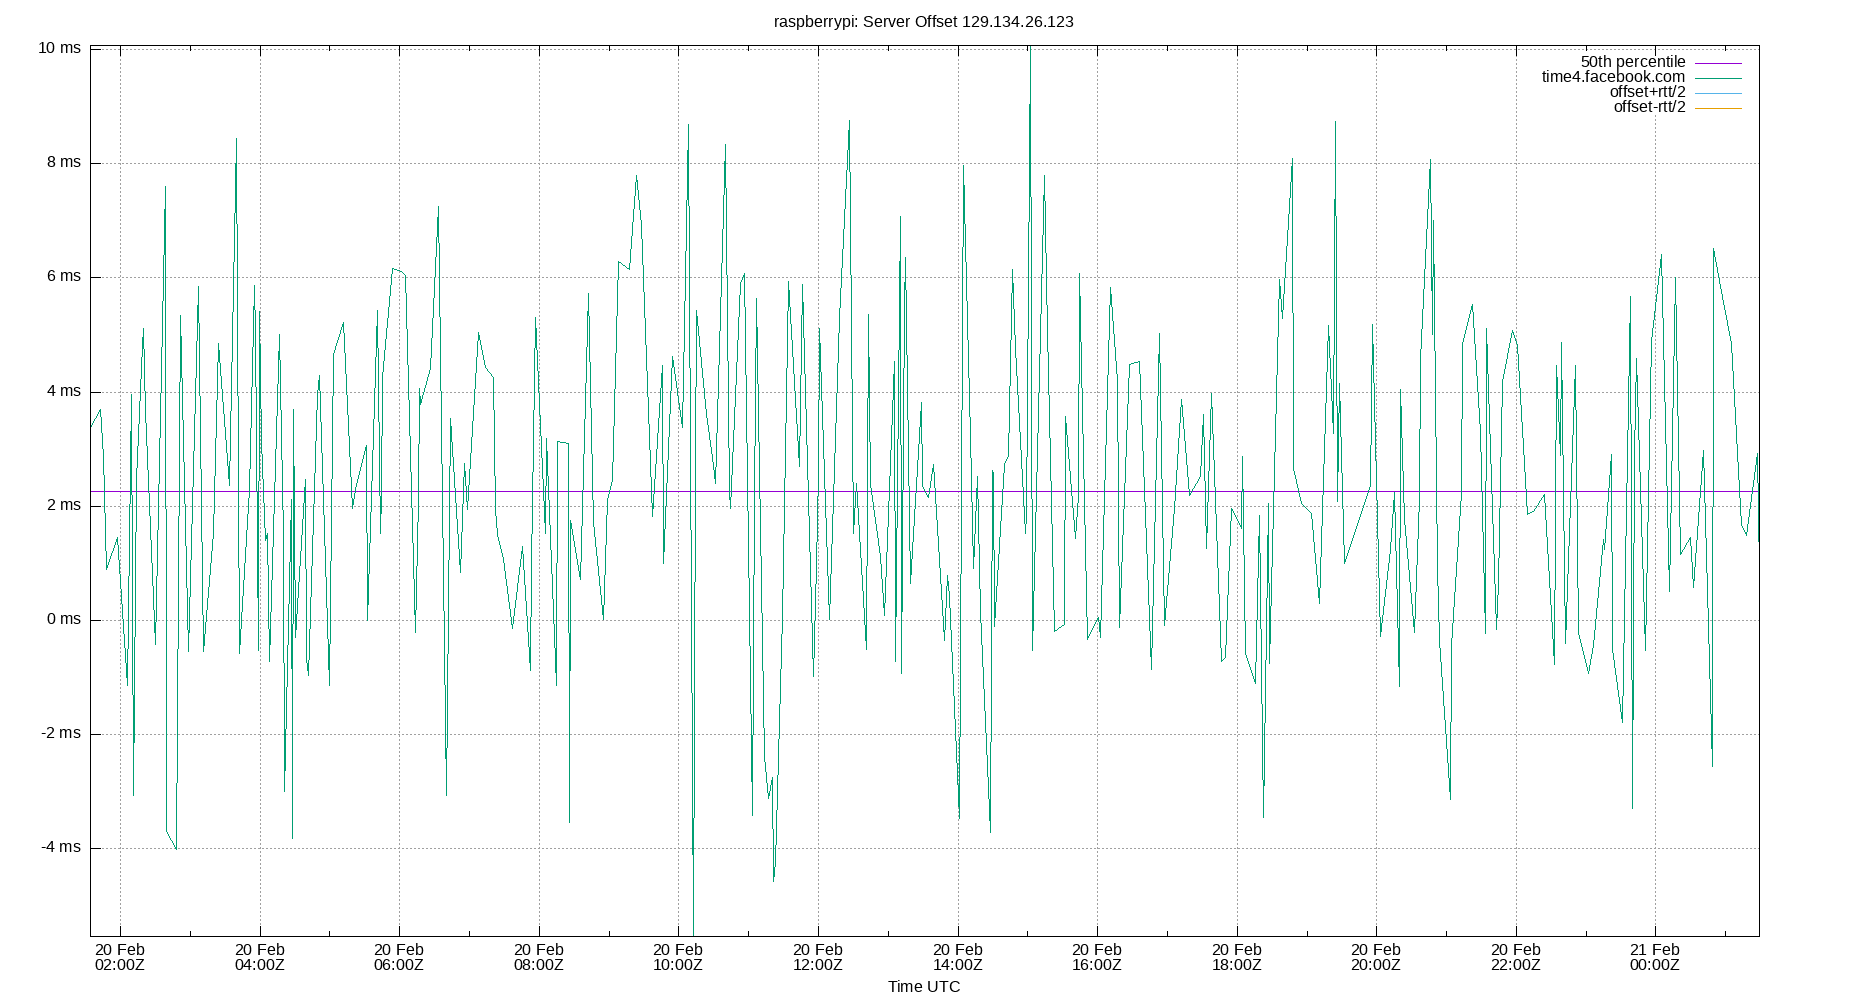 raspberrypi: Server Offset 129.134.26.123
10 ms
8 ms
6 ms
4 ms
2 ms
0 ms
-2 ms
-4 ms
50th percentile
time4.facebook.com
offset+rtt/2
offset-rtt/2
20 Feb 20 Feb 20 Feb 20 Feb 20 Feb 20 Feb 20 Feb 20 Feb 20 Feb 20 Feb 20 Feb 21 Feb
02:00Z 04:00Z 06:00Z 08:00Z 10:00Z 12:00Z 14:00Z 16:00Z 18:00Z 20:00Z 22:00Z 00:00Z
Time UTC